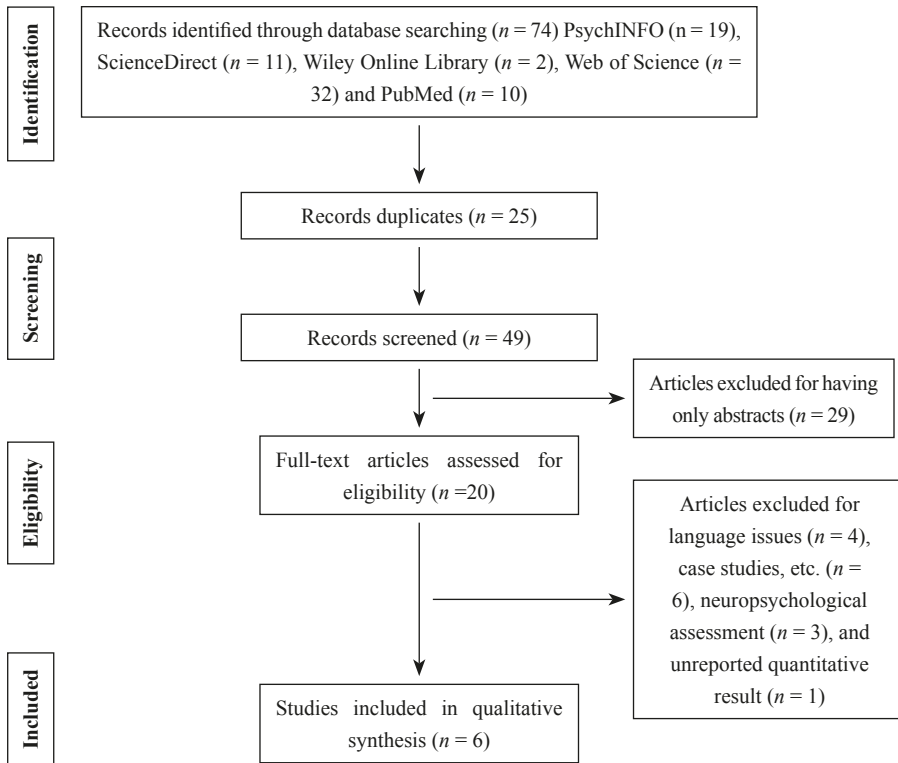 Identification
Records identified through database searching (n = 74) PsychINFO (n = 19),
ScienceDirect (n = 11), Wiley Online Library (n = 2), Web of Science (n =
32) and PubMed (n = 10)
Records duplicates (n = 25)
Screening
Records screened (n = 49)
Articles excluded for having
only abstracts (n = 29)
Eligibility
Full-text articles assessed for
eligibility (n =20)
Articles excluded for
language issues (n = 4),
case studies, etc. (n =
6), neuropsychological
assessment (n = 3), and
unreported quantitative
result (n = 1)
Included
Studies included in qualitative
synthesis (n = 6)